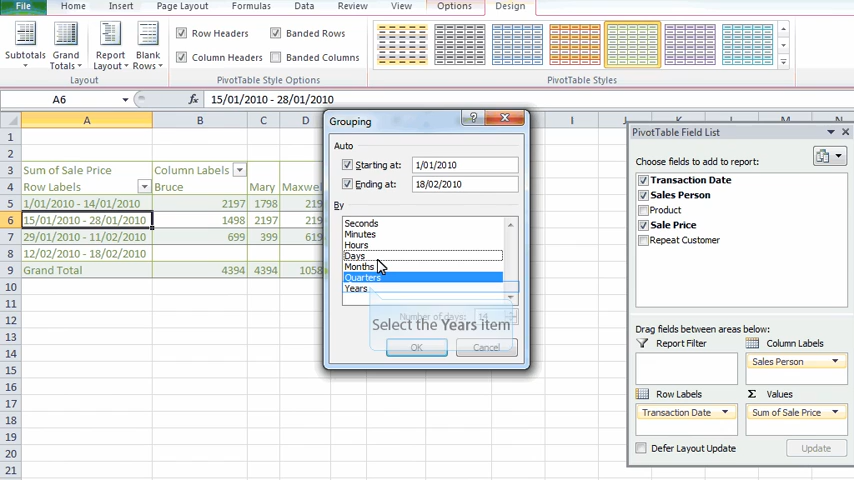 File Home Insert Page Layout Formulas Data Review View Options Design
Subtotals Grand Totals Report Layout Blank Rows
Layout
Row Headers Banded Rows
Column Headers Banded Columns
PivotTable Style Options
PivotTable Styles
A6 fx 15/01/2010 - 28/01/2010
A B C D I J K L M N O
1
2
3 Sum of Sale Price Column Labels
4 Row Labels Bruce Mary Maxwe
5 1/01/2010 - 14/01/2010 2197 1798 219
6 15/01/2010 - 28/01/2010 1498 2197 219
7 29/01/2010 - 11/02/2010 699 399 619
8 12/02/2010 - 18/02/2010
9 Grand Total 4394 4394 1058
10
11
12
13
14
15
16
17
18
19
20
21
Grouping
Auto
Starting at: 1/01/2010
Ending at: 18/02/2010
By
Seconds
Minutes
Hours
Days
Months
Quarters
Years
Number of days: 14
Select the Years item
OK Cancel
PivotTable Field List
Choose fields to add to report:
Transaction Date
Sales Person
Product
Sale Price
Repeat Customer
Drag fields between areas below:
Report Filter Column Labels
Sales Person
Row Labels Σ Values
Transaction Date Sum of Sale Price
Defer Layout Update Update